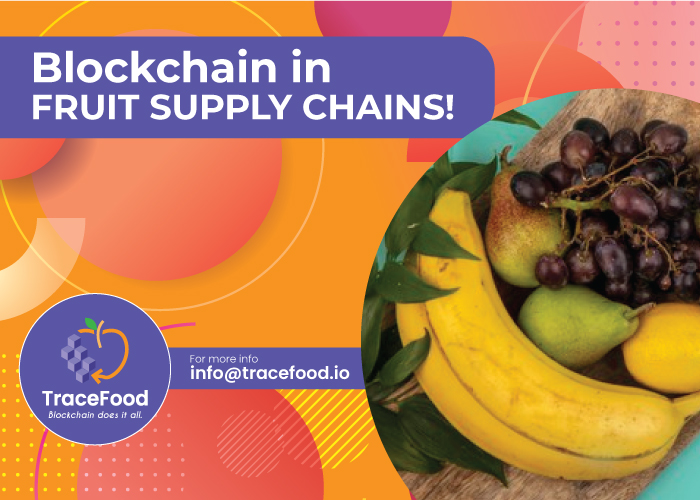 Blockchain in
FRUIT SUPPLY CHAINS!
For more info
info@tracefood.io
TraceFood
Blockchain does it all.